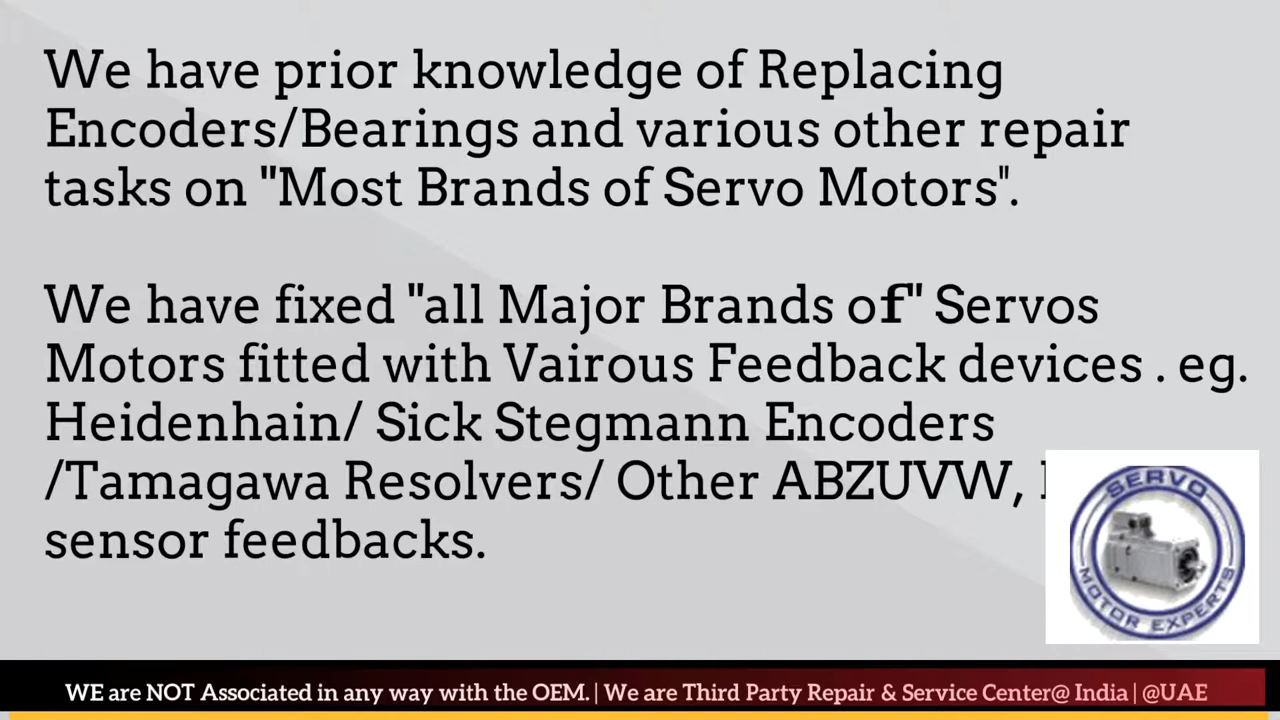 We have prior knowledge of Replacing
Encoders/Bearings and various other repair
tasks on "Most Brands of Servo Motors".
We have fixed "all Major Brands of" Servos
Motors fitted with Vairous Feedback devices . eg.
Heidenhain/ Sick Stegmann Encoders
/Tamagawa Resolvers/ Other ABZUVW,
sensor feedbacks.
SERVO
MOTOR EXPERTS
WE are NOT Associated in any way with the OEM. | We are Third Party Repair & Service Center@ India | @UAE